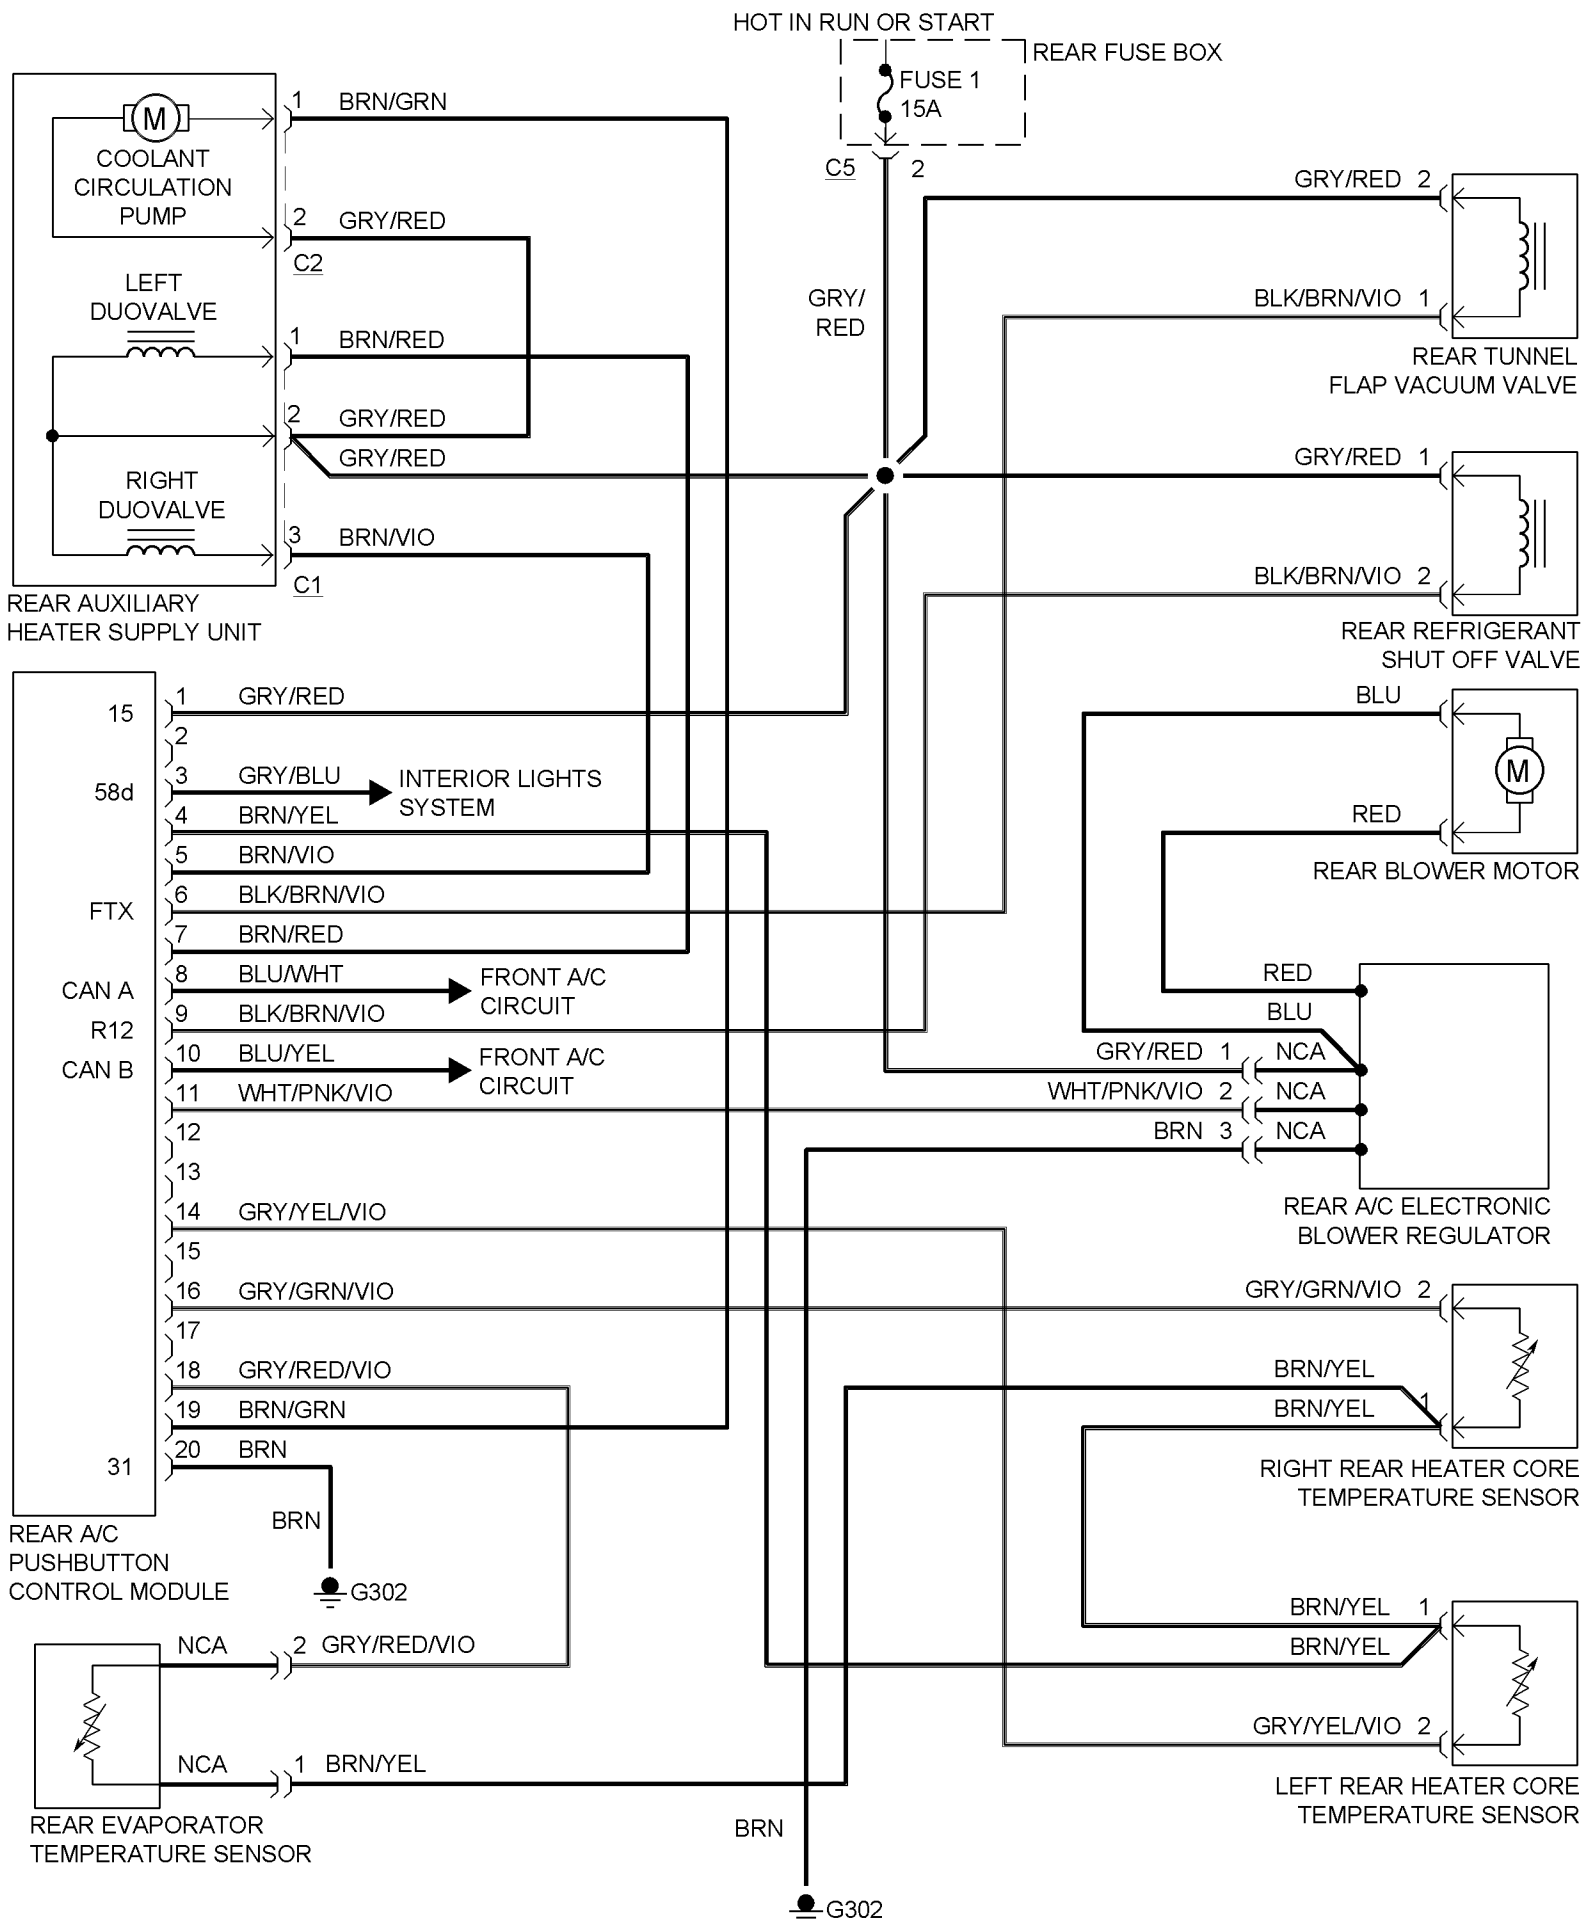 HOT IN RUN OR START
REAR FUSE BOX
FUSE 1
15A
C5 2
M
COOLANT
CIRCULATION
PUMP
1 BRN/GRN
2 GRY/RED
C2
LEFT
DUOVALVE
1 BRN/RED
2 GRY/RED
GRY/RED
RIGHT
DUOVALVE
3 BRN/VIO
C1
REAR AUXILIARY
HEATER SUPPLY UNIT
GRY/
RED
GRY/RED 2
BLK/BRN/VIO 1
REAR TUNNEL
FLAP VACUUM VALVE
GRY/RED 1
BLK/BRN/VIO 2
REAR REFRIGERANT
SHUT OFF VALVE
BLU
M
RED
REAR BLOWER MOTOR
15 1 GRY/RED
2
58d 3 GRY/BLU
INTERIOR LIGHTS
SYSTEM
4 BRN/YEL
5 BRN/VIO
FTX 6 BLK/BRN/VIO
7 BRN/RED
CAN A 8 BLU/WHT
FRONT A/C
CIRCUIT
R12 9 BLK/BRN/VIO
CAN B 10 BLU/YEL
FRONT A/C
CIRCUIT
11 WHT/PNK/VIO
12
13
14 GRY/YEL/VIO
15
16 GRY/GRN/VIO
17
18 GRY/RED/VIO
19 BRN/GRN
31 20 BRN
BRN
G302
REAR A/C
PUSHBUTTON
CONTROL MODULE
RED
BLU
GRY/RED 1 NCA
WHT/PNK/VIO 2 NCA
BRN 3 NCA
REAR A/C ELECTRONIC
BLOWER REGULATOR
GRY/GRN/VIO 2
BRN/YEL
BRN/YEL 1
RIGHT REAR HEATER CORE
TEMPERATURE SENSOR
BRN/YEL 1
BRN/YEL
GRY/YEL/VIO 2
LEFT REAR HEATER CORE
TEMPERATURE SENSOR
NCA 2 GRY/RED/VIO
NCA 1 BRN/YEL
REAR EVAPORATOR
TEMPERATURE SENSOR
BRN
G302